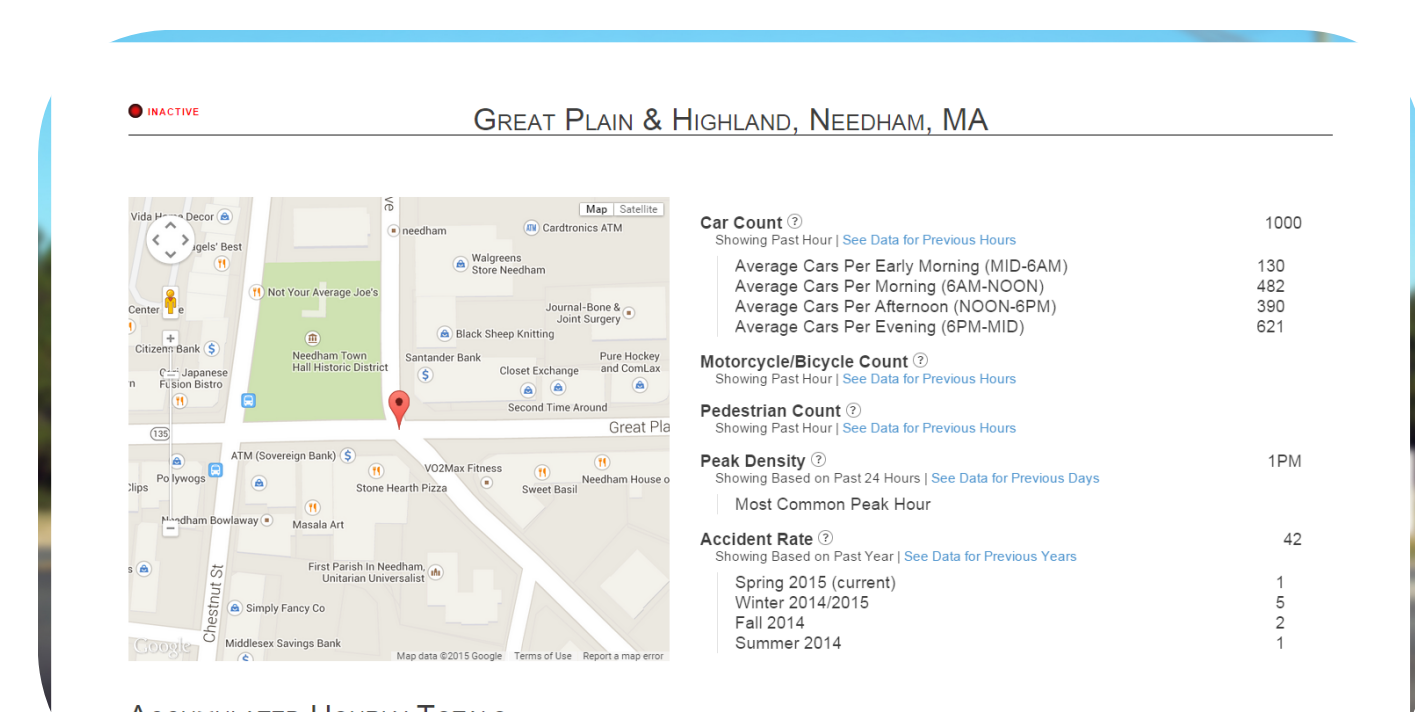 INACTIVE
GREAT PLAIN & HIGHLAND, NEEDHAM, MA
Vida Decor
Best
Center
Citizens Bank
Japanese
Fusion Bistro
135
Polywogs
Clips
Needham Bowlaway
Chestnut St
Google
needham
Map Satellite
ATM Cardtronics ATM
Walgreens
Store Needham
Not Your Average Joe's
Journal-Bone &
Joint Surgery
Black Sheep Knitting
Needham Town
Hall Historic District
Santander Bank
Closet Exchange
Pure Hockey
and ComLax
Second Time Around
Great Pla
ATM (Sovereign Bank)
VO2Max Fitness
Stone Hearth Pizza
Sweet Basil
Needham House o
Masala Art
First Parish In Needham,
Unitarian Universalist
Simply Fancy Co
Middlesex Savings Bank
Map data ©2015 Google Terms of Use Report a map error
Car Count ? 1000
Showing Past Hour | See Data for Previous Hours
Average Cars Per Early Morning (MID-6AM) 130
Average Cars Per Morning (6AM-NOON) 482
Average Cars Per Afternoon (NOON-6PM) 390
Average Cars Per Evening (6PM-MID) 621
Motorcycle/Bicycle Count ?
Showing Past Hour | See Data for Previous Hours
Pedestrian Count ?
Showing Past Hour | See Data for Previous Hours
Peak Density ? 1PM
Showing Based on Past 24 Hours | See Data for Previous Days
Most Common Peak Hour
Accident Rate ? 42
Showing Based on Past Year | See Data for Previous Years
Spring 2015 (current) 1
Winter 2014/2015 5
Fall 2014 2
Summer 2014 1